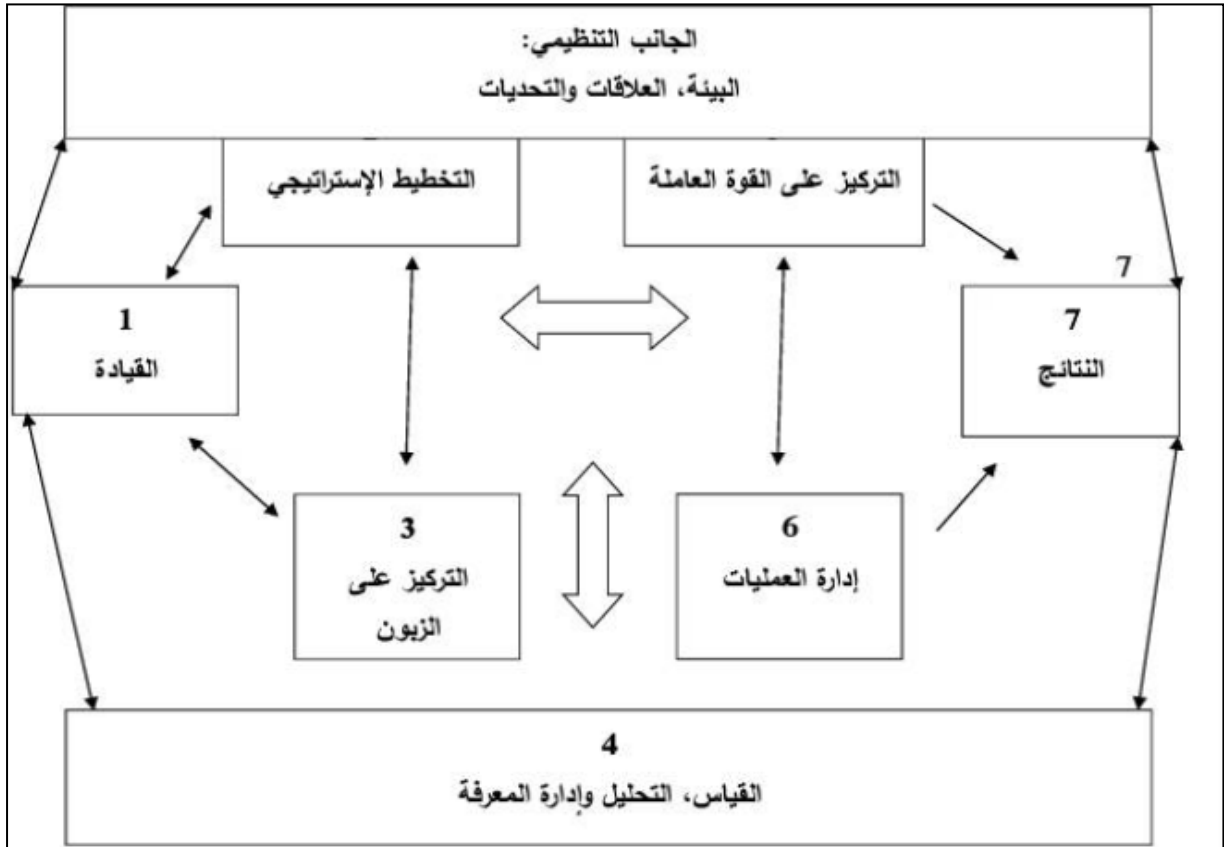 الجانب التنظيمي:
البيئة، العلاقات والتحديات
التخطيط الإستراتيجي
التركيز على القوة العاملة
7
1
القيادة
7
النتائج
3
التركيز على
الزبون
6
إدارة العمليات
4
القياس، التحليل وإدارة المعرفة